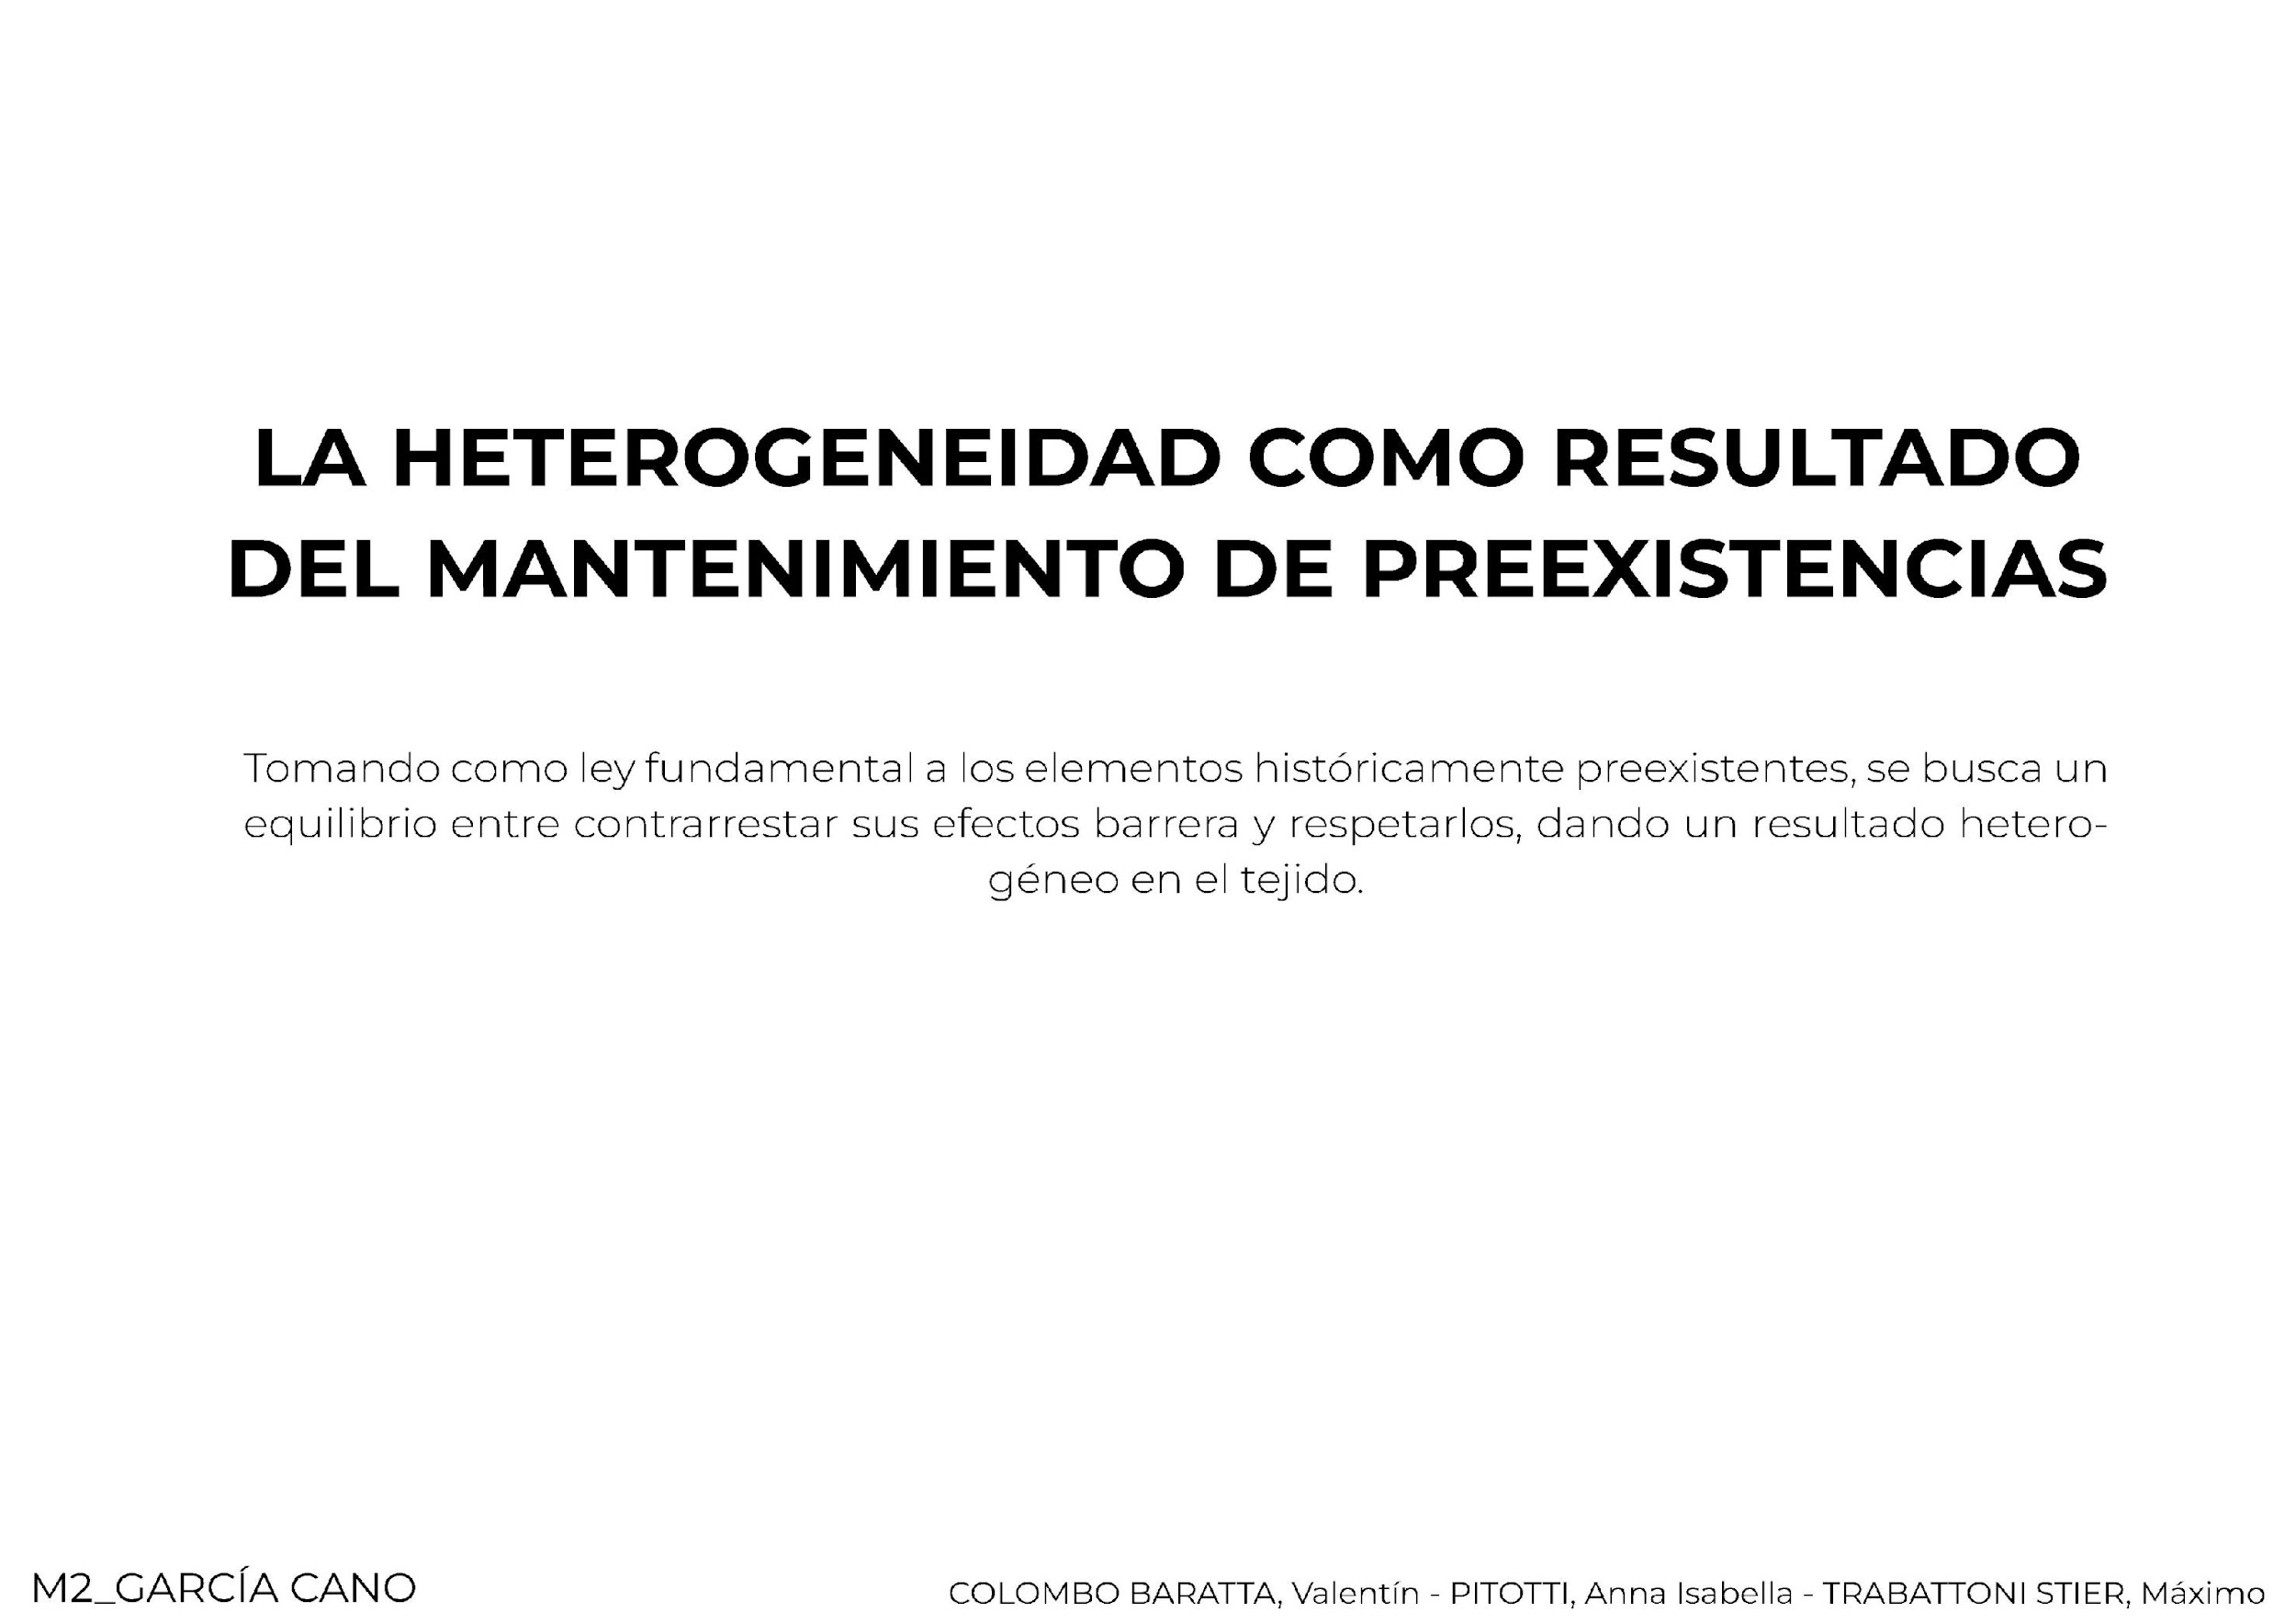 LA HETEROGENEIDAD COMO RESULTADO
DEL MANTENIMIENTO DE PREEXISTENCIAS
Tomando como ley fundamental a los elementos históricamente preexistentes, se busca un
equilibrio entre contrarrestar sus efectos barrera y respetarlos, dando un resultado hetero-
géneo en el tejido.
M2_GARCÍA CANO
COLOMBO BARATTA, Valentín - PITOTTI, Anna Isabella - TRABATTONI STIER, Máximo